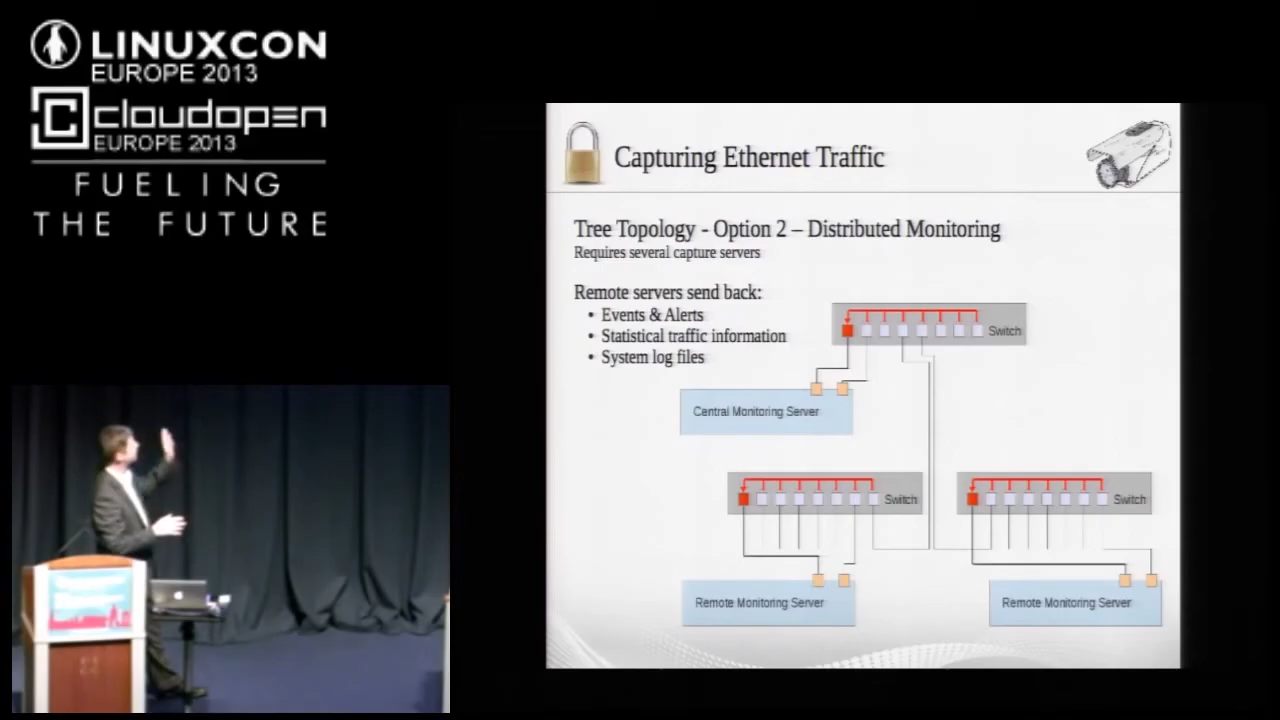 LINUXCON
EUROPE 2013
cloudopen
EUROPE 2013
FUELING
THE FUTURE
Capturing Ethernet Traffic
Tree Topology - Option 2 – Distributed Monitoring
Requires several capture servers
Remote servers send back:
• Events & Alerts
• Statistical traffic information
• System log files
Switch
Central Monitoring Server
Switch
Switch
Remote Monitoring Server
Remote Monitoring Server